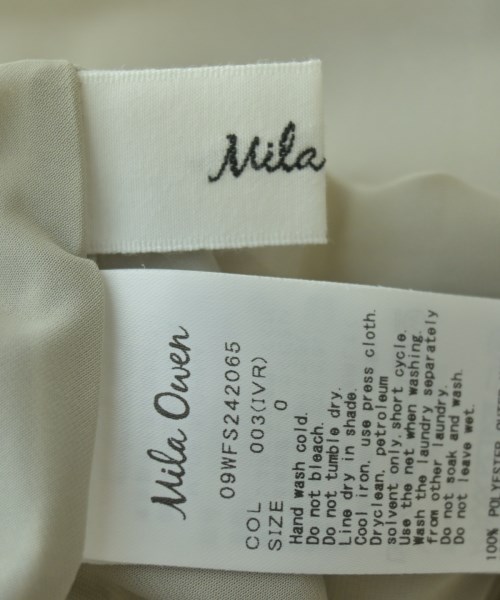 Mila
Mila Owen
09WFS242065
COL 003(IVR)
SIZE 0
Hand wash cold.
Do not bleach.
Do not tumble dry.
Line dry in shade.
Cool iron, use press cloth.
Dryclean, petroleum
solvent only, short cycle.
Use the net when washing.
Wash the laundry separately
from other laundry.
Do not soak and wash.
Do not leave wet.
100% POLYESTER